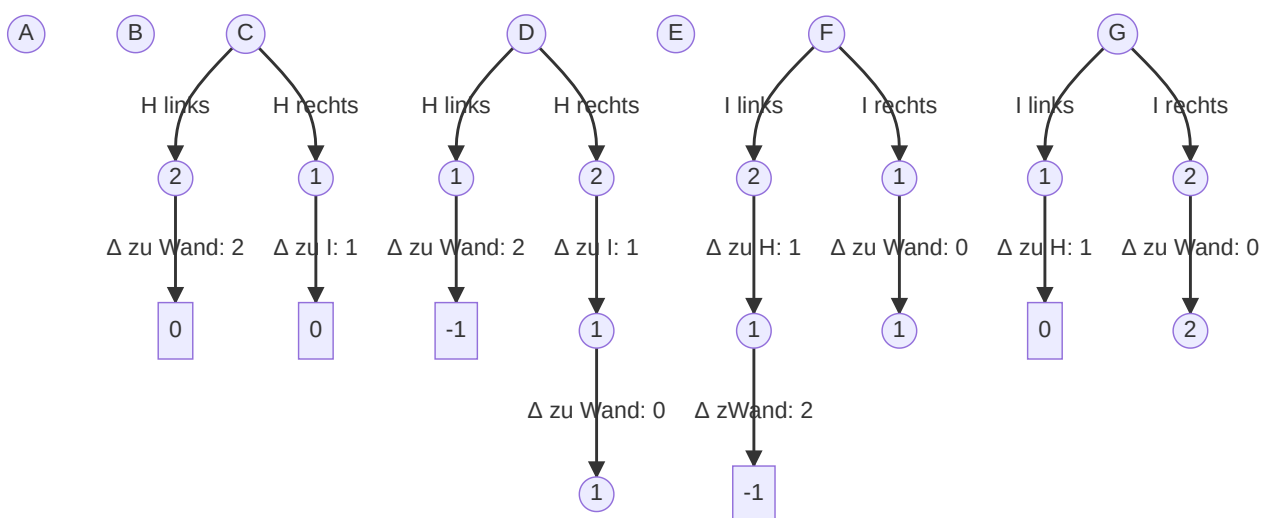 A B C D E F G
H links H rechts H links H rechts I links I rechts I links I rechts
2 1 1 2 2 1 1 2
Δ zu Wand: 2 Δ zu I: 1 Δ zu Wand: 2 Δ zu I: 1 Δ zu H: 1 Δ zu Wand: 0 Δ zu H: 1 Δ zu Wand: 0
0 0 -1 1 1 1 0 2
Δ zu Wand: 0 Δ zWand: 2
1 -1